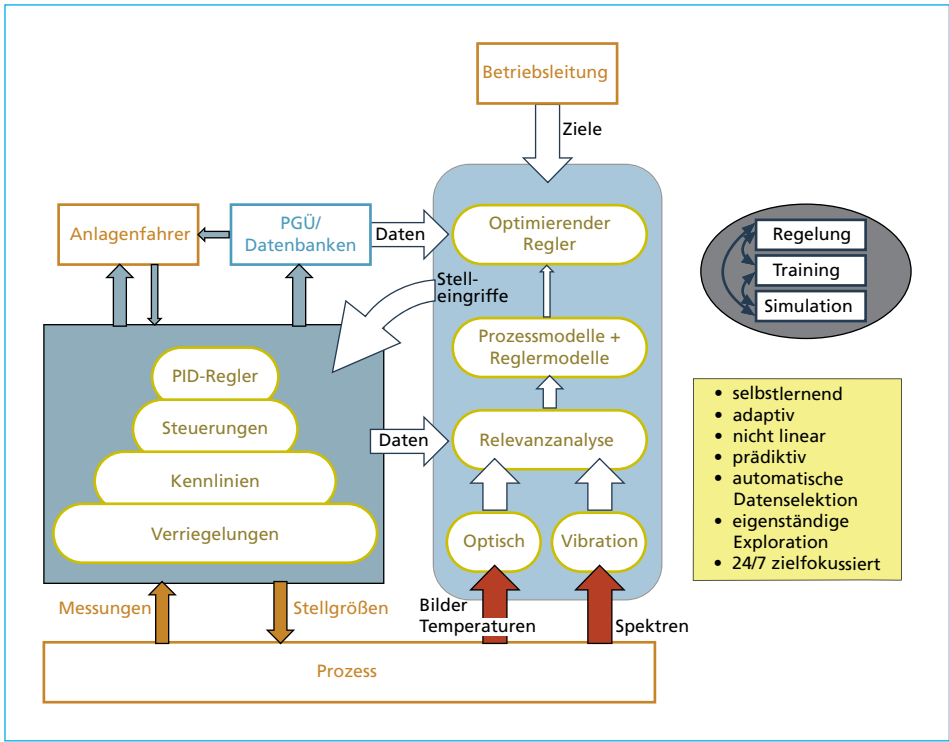 Betriebsleitung
Ziele
Anlagenfahrer
PGÜ/
Datenbanken
Daten
Optimierender
Regler
Stell-
eingriffe
Prozessmodelle +
Reglermodelle
PID-Regler
Steuerungen
Kennlinien
Verriegelungen
Daten
Relevanzanalyse
Optisch
Vibration
Messungen
Stellgrößen
Bilder
Temperaturen
Spektren
Prozess
Regelung
Training
Simulation
• selbstlernend
• adaptiv
• nicht linear
• prädiktiv
• automatische
Datenselektion
• eigenständige
Exploration
• 24/7 zielfokussiert